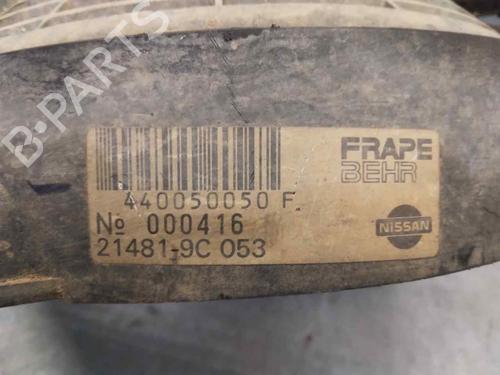 B-PARTS
440050050 F
FRAPE
BEHR
№ 000416
21481-9C 053
NISSAN